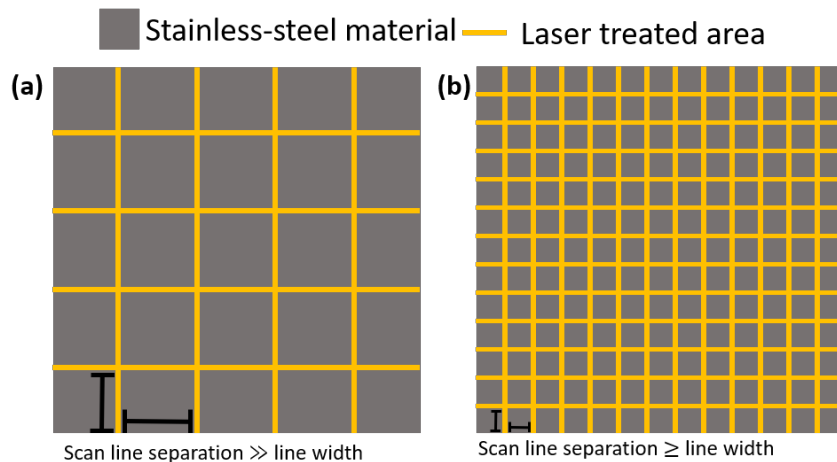 Stainless-steel material Laser treated area
(a)
(b)
Scan line separation ≫ line width
Scan line separation ≥ line width